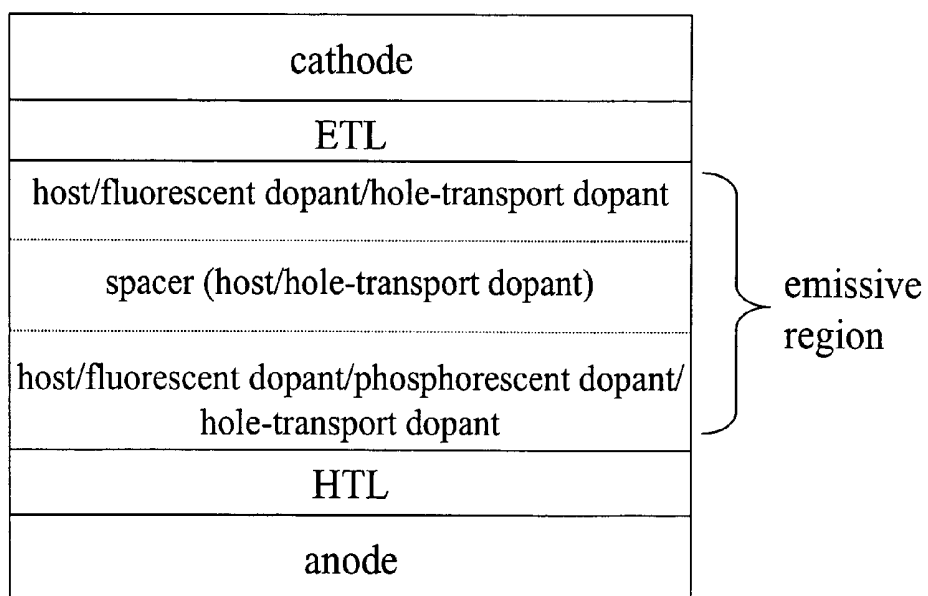 cathode
ETL
host/fluorescent dopant/hole-transport dopant
spacer (host/hole-transport dopant)
emissive
region
host/fluorescent dopant/phosphorescent dopant/
hole-transport dopant
HTL
anode